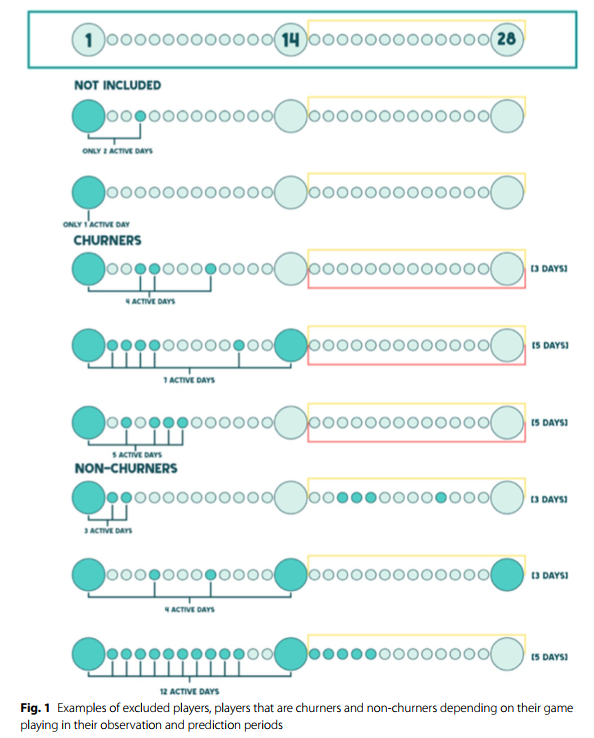 1 14 28
NOT INCLUDED
ONLY 2 ACTIVE DAYS
ONLY 1 ACTIVE DAY
CHURNERS
[3 DAYS]
4 ACTIVE DAYS
[5 DAYS]
7 ACTIVE DAYS
[5 DAYS]
5 ACTIVE DAYS
NON-CHURNERS
[3 DAYS]
3 ACTIVE DAYS
[3 DAYS]
4 ACTIVE DAYS
[5 DAYS]
12 ACTIVE DAYS
Fig. 1 Examples of excluded players, players that are churners and non-churners depending on their game
playing in their observation and prediction periods